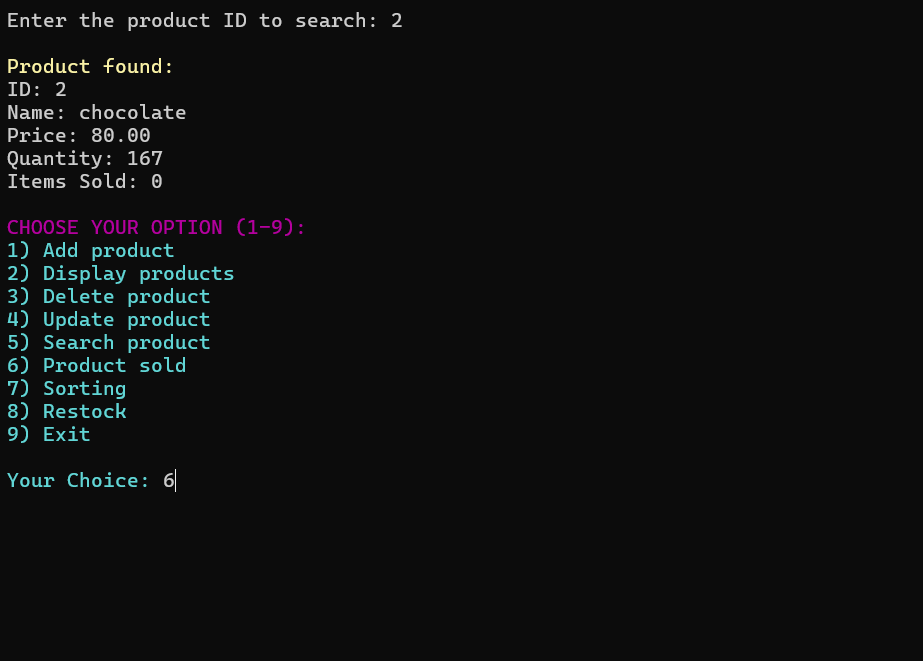 Enter the product ID to search: 2
Product found:
ID: 2
Name: chocolate
Price: 80.00
Quantity: 167
Items Sold: 0
CHOOSE YOUR OPTION (1-9):
1) Add product
2) Display products
3) Delete product
4) Update product
5) Search product
6) Product sold
7) Sorting
8) Restock
9) Exit
Your Choice: 6